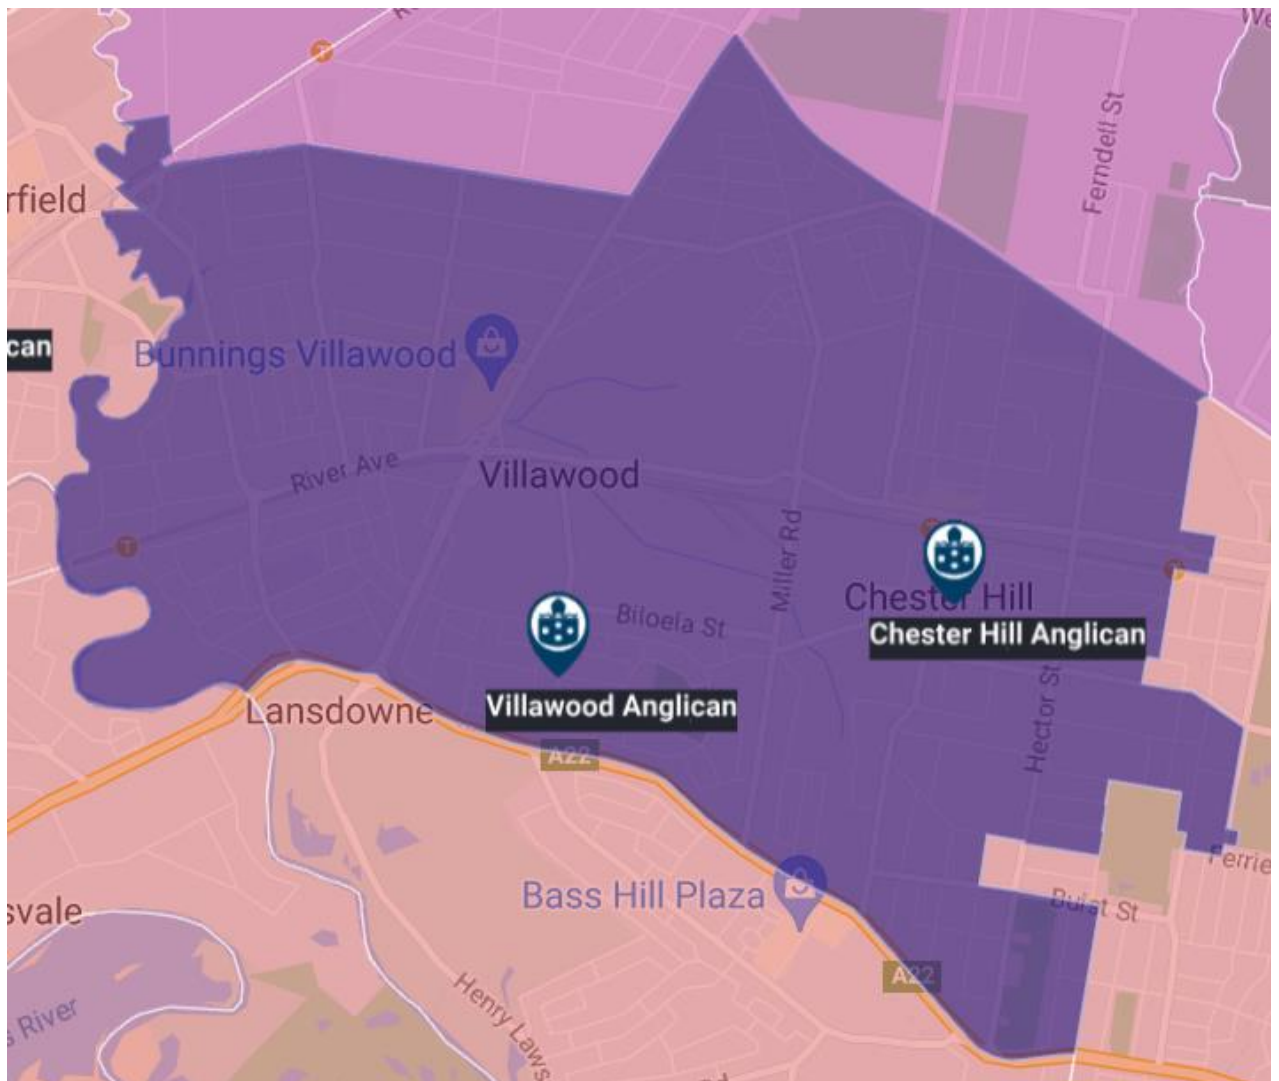 Ferndell St
rfield
can
Bunnings Villawood
River Ave
Villawood
Miller Rd
Chester Hill
Biloela St
Chester Hill Anglican
Villawood Anglican
Lansdowne
Hector St
A22
Bass Hill Plaza
Ferrie
Buist St
svale
A22
Henry Laws
s River